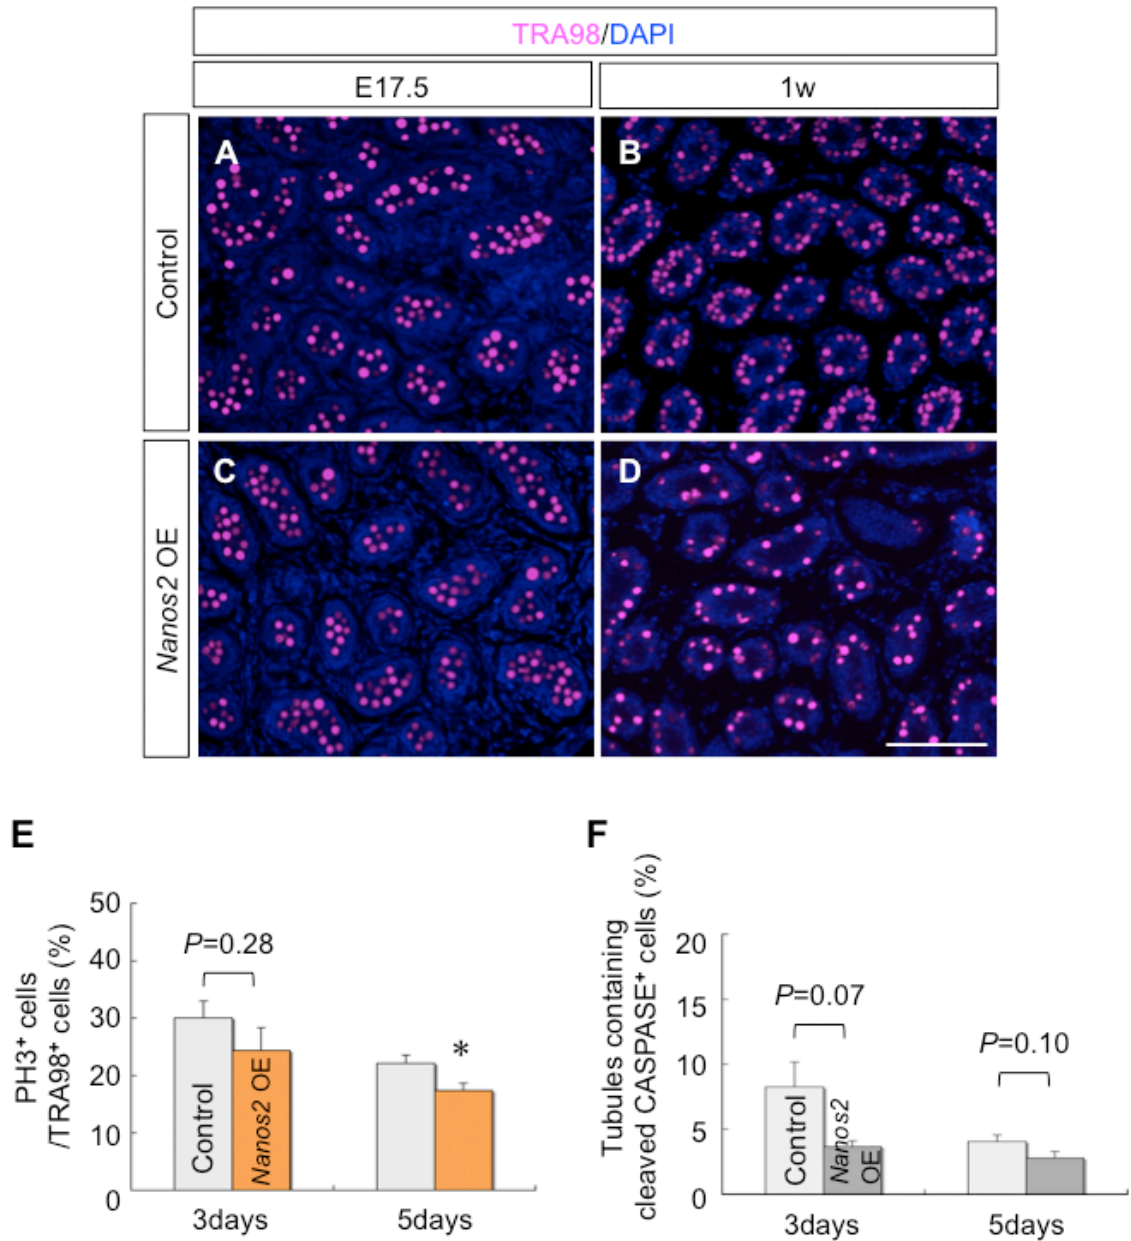 TRA98/DAPI
E17.5
1w
Control
Nanos2 OE
A
B
C
D
E
PH3+ cells
/TRA98+ cells (%)
50
40
30
20
10
0
P=0.28
*
Control
Nanos2 OE
3days
5days
F
Tubules containing
cleaved CASPASE+ cells (%)
20
15
10
5
0
P=0.07
P=0.10
Control
Nanos2
OE
3days
5days